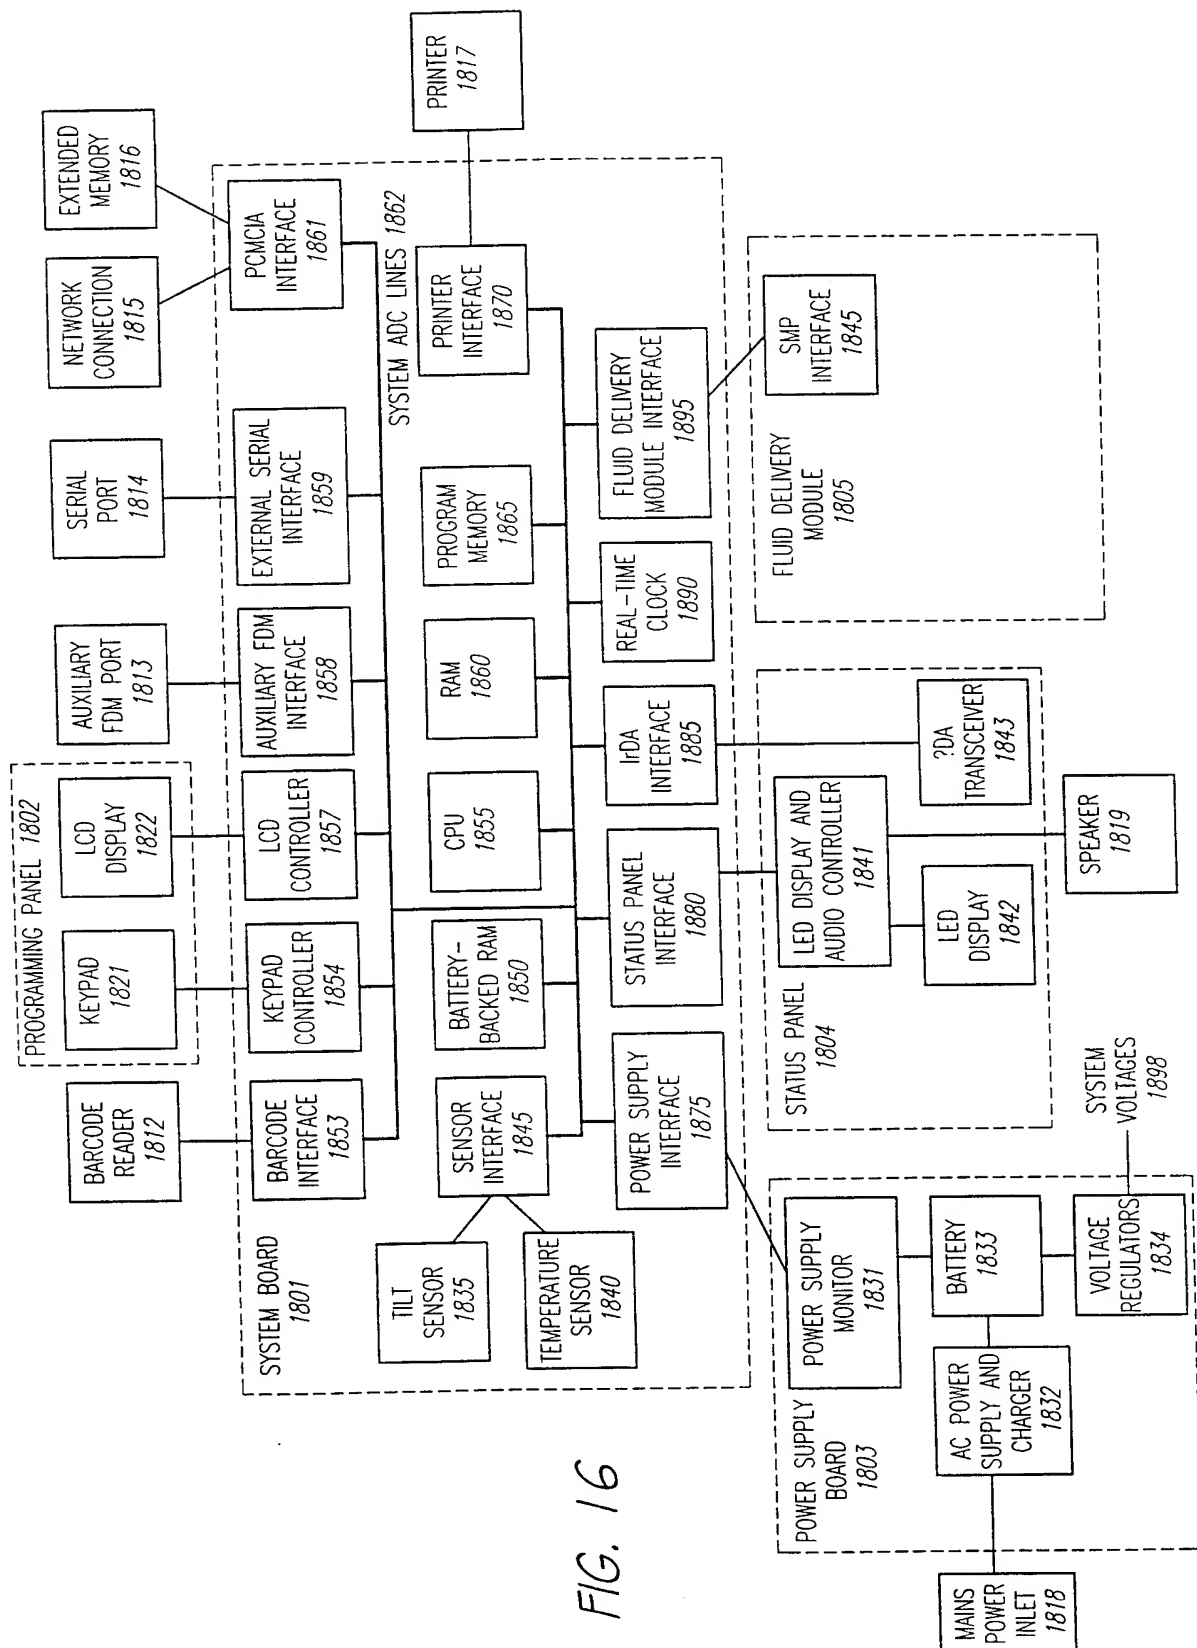 BARCODE
READER
1812
PROGRAMMING PANEL 1802
KEYPAD
1821
LCD
DISPLAY
1822
AUXILIARY
FDM PORT
1813
SERIAL
PORT
1814
NETWORK
CONNECTION
1815
EXTENDED
MEMORY
1816
SYSTEM BOARD
1801
BARCODE
INTERFACE
1853
KEYPAD
CONTROLLER
1854
LCD
CONTROLLER
1857
AUXILIARY FDM
INTERFACE
1858
EXTERNAL SERIAL
INTERFACE
1859
PCMCIA
INTERFACE
1861
SYSTEM ADC LINES 1862
TILT
SENSOR
1835
TEMPERATURE
SENSOR
1840
SENSOR
INTERFACE
1845
BATTERY-
BACKED RAM
1850
CPU
1855
RAM
1860
PROGRAM
MEMORY
1865
PRINTER
INTERFACE
1870
PRINTER
1817
POWER SUPPLY
INTERFACE
1875
STATUS PANEL
INTERFACE
1880
IrDA
INTERFACE
1885
REAL-TIME
CLOCK
1890
FLUID DELIVERY
MODULE INTERFACE
1895
POWER SUPPLY
BOARD
1803
POWER SUPPLY
MONITOR
1831
BATTERY
1833
AC POWER
SUPPLY AND
CHARGER
1832
VOLTAGE
REGULATORS
1834
SYSTEM
VOLTAGES
1898
MAINS
POWER
INLET
1818
STATUS PANEL
1804
LED DISPLAY AND
AUDIO CONTROLLER
1841
LED
DISPLAY
1842
?DA
TRANSCEIVER
1843
SPEAKER
1819
FLUID DELIVERY
MODULE
1805
SMP
INTERFACE
1845
FIG. 16